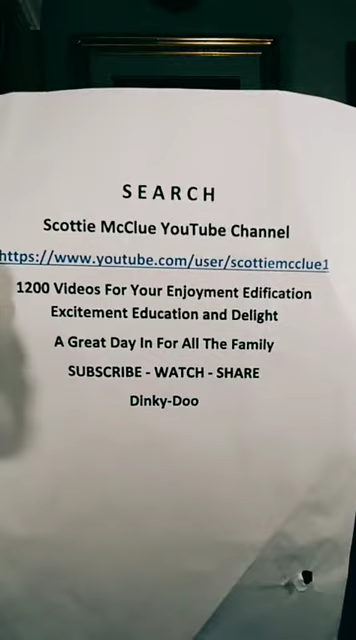 SEARCH
Scottie McClue YouTube Channel
https://www.youtube.com/user/scottiemcclue1
1200 Videos For Your Enjoyment Edification
Excitement Education and Delight
A Great Day In For All The Family
SUBSCRIBE - WATCH - SHARE
Dinky-Doo